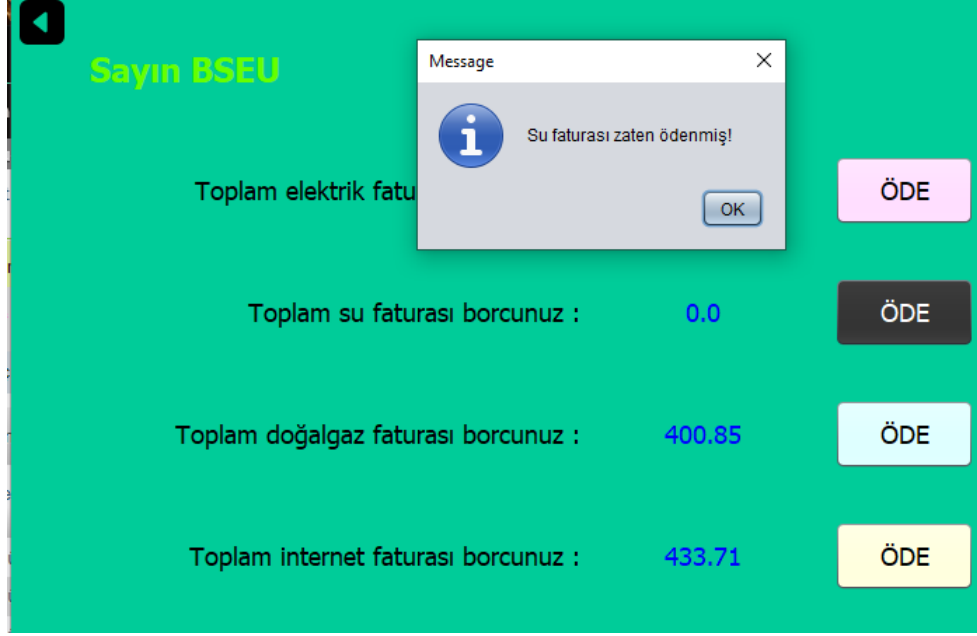 Sayın BSEU
Message
Su faturası zaten ödenmiş!
OK
Toplam elektrik fatu
ÖDE
Toplam su faturası borcunuz : 0.0 ÖDE
Toplam doğalgaz faturası borcunuz : 400.85 ÖDE
Toplam internet faturası borcunuz : 433.71 ÖDE